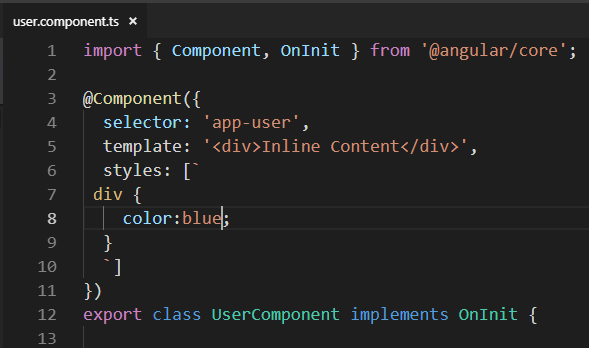 user.component.ts ×
1 import { Component, OnInit } from '@angular/core';
2
3 @Component({
4   selector: 'app-user',
5   template: '<div>Inline Content</div>',
6   styles: [`
7  div {
8     color:blue;
9   }
10   `]
11 })
12 export class UserComponent implements OnInit {
13